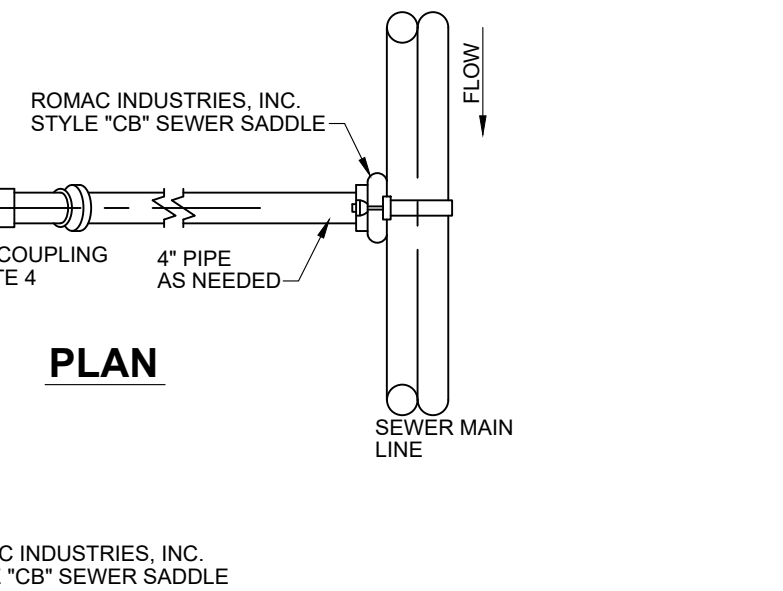 FLOW
ROMAC INDUSTRIES, INC.
STYLE "CB" SEWER SADDLE
COUPLING
4
4" PIPE
AS NEEDED
PLAN
SEWER MAIN
LINE
INDUSTRIES, INC.
"CB" SEWER SADDLE